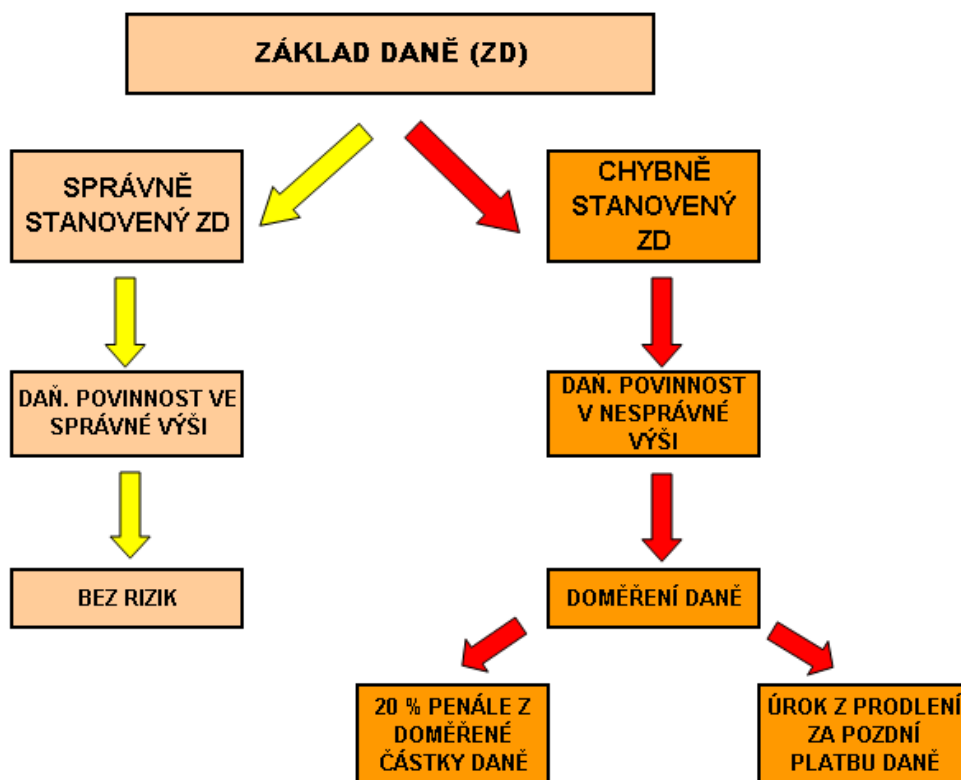 ZÁKLAD DANĚ (ZD)
SPRÁVNĚ
STANOVENÝ ZD
CHYBNĚ
STANOVENÝ
ZD
DAŇ. POVINNOST VE
SPRÁVNÉ VÝŠI
DAŇ. POVINNOST
V NESPRÁVNÉ
VÝŠI
BEZ RIZIK
DOMĚŘENÍ DANĚ
20 % PENÁLE Z
DOMĚŘENÉ
ČÁSTKY DANĚ
ÚROK Z PRODLENÍ
ZA POZDNÍ
PLATBU DANĚ